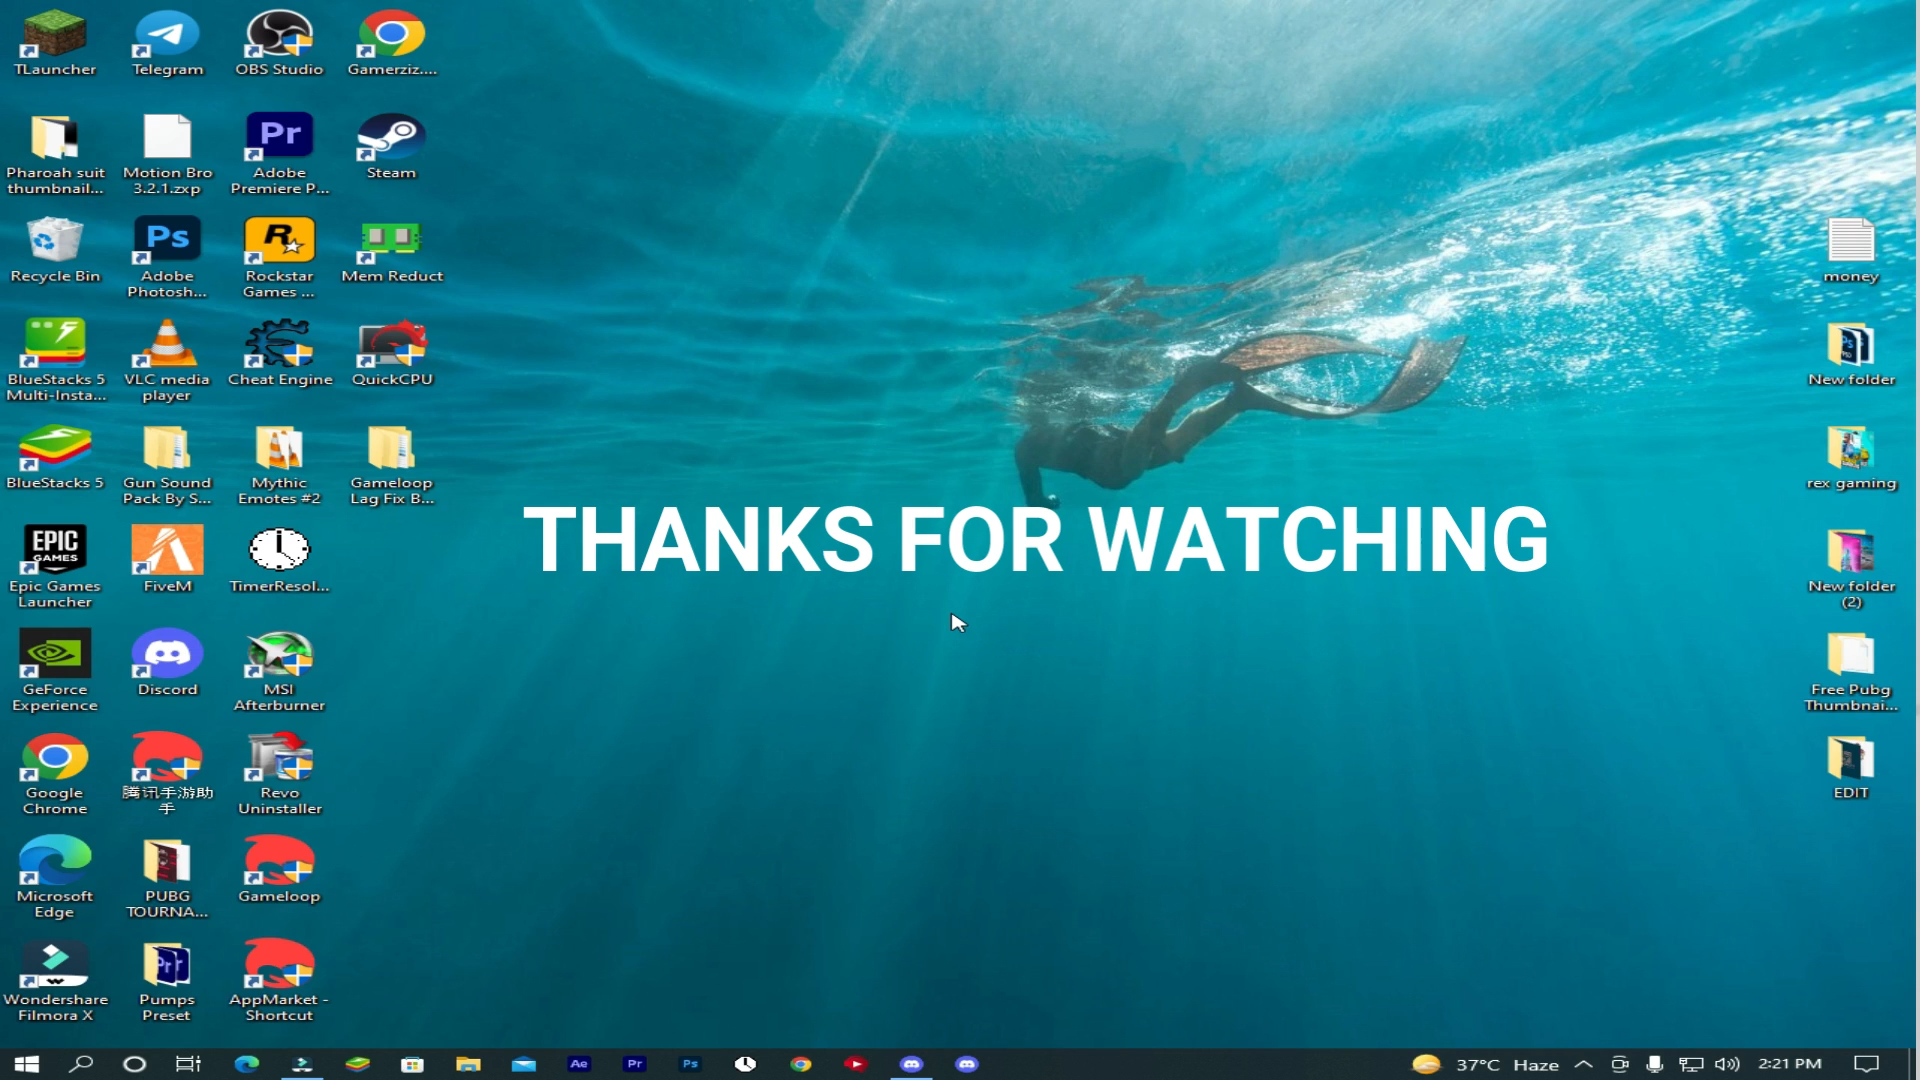 TLauncher
Telegram
OBS Studio
Gamerziz....
Pharoah suit
thumbnail...
Motion Bro
3.2.1.zxp
Pr
Adobe
Premiere P...
Steam
Recycle Bin
Ps
Adobe
Photosh...
R
Rockstar
Games ...
Mem Reduct
money
BlueStacks 5
Multi-Insta...
VLC media
player
Cheat Engine
QuickCPU
New folder
BlueStacks 5
Gun Sound
Pack By S...
Mythic
Emotes #2
Gameloop
Lag Fix B...
rex gaming
THANKS FOR WATCHING
EPIC
GAMES
Epic Games
Launcher
FiveM
TimerResol...
New folder
(2)
GeForce
Experience
Discord
MSI
Afterburner
Free Pubg
Thumbnai...
Google
Chrome
腾讯手游助
手
Revo
Uninstaller
EDIT
Microsoft
Edge
PUBG
TOURNA...
Gameloop
Wondershare
Filmora X
Pumps
Preset
AppMarket -
Shortcut
Ae
Pr
Ps
37°C Haze
2:21 PM